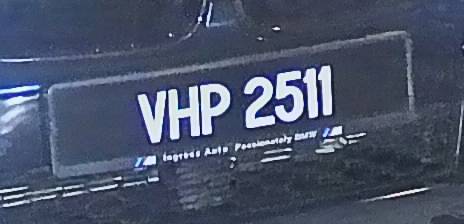 VHP 2511
Ingress Auto Passionately BMW